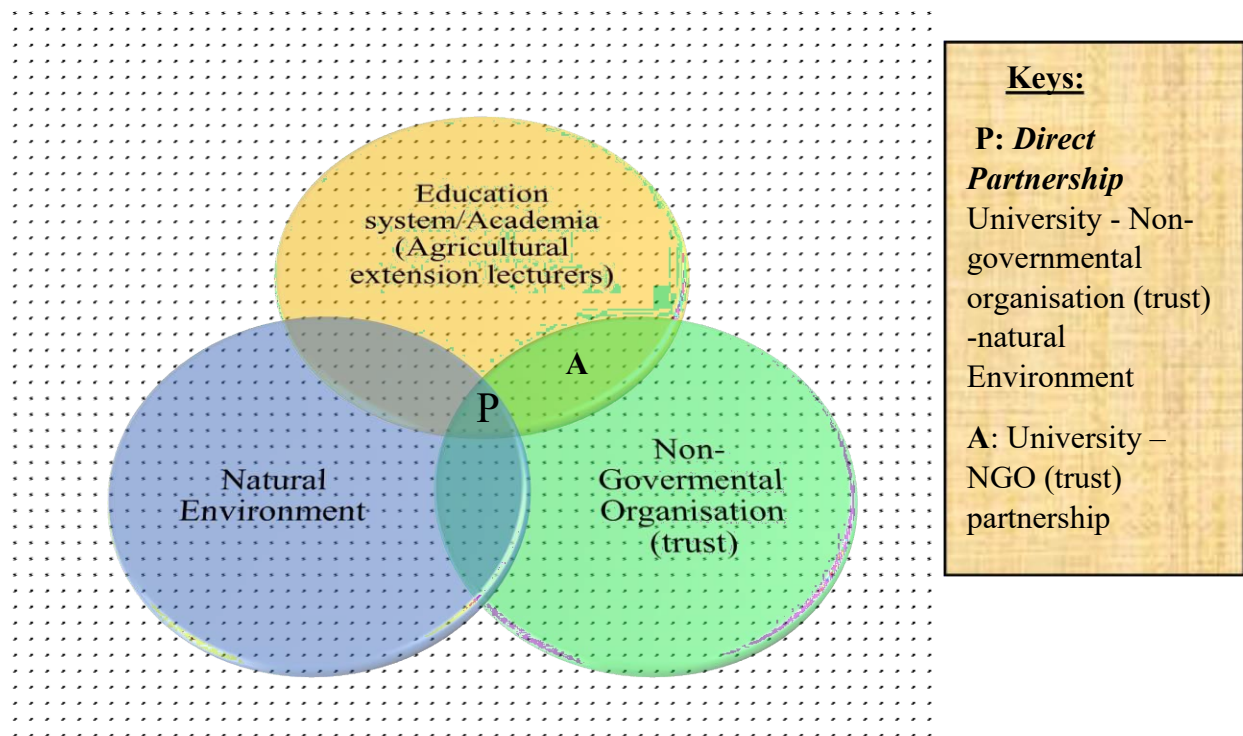 Education
system/Academia
(Agricultural
extension lecturers)
A
P
Natural
Environment
Non-
Govermental
Organisation
(trust)
Keys:
P: Direct
Partnership
University - Non-
governmental
organisation (trust)
-natural
Environment
A: University –
NGO (trust)
partnership